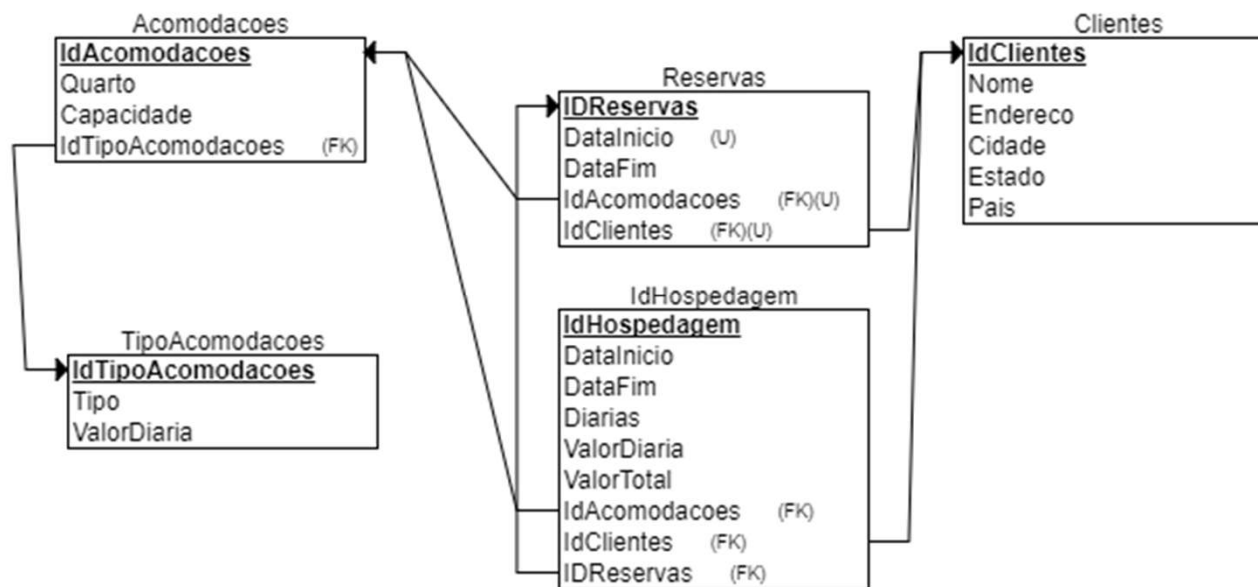 Acomodacoes
IdAcomodacoes
Quarto
Capacidade
IdTipoAcomodacoes (FK)
TipoAcomodacoes
IdTipoAcomodacoes
Tipo
ValorDiaria
Reservas
IDReservas
DataInicio (U)
DataFim
IdAcomodacoes (FK)(U)
IdClientes (FK)(U)
IdHospedagem
IdHospedagem
DataInicio
DataFim
Diarias
ValorDiaria
ValorTotal
IdAcomodacoes (FK)
IdClientes (FK)
IDReservas (FK)
Clientes
IdClientes
Nome
Endereco
Cidade
Estado
Pais